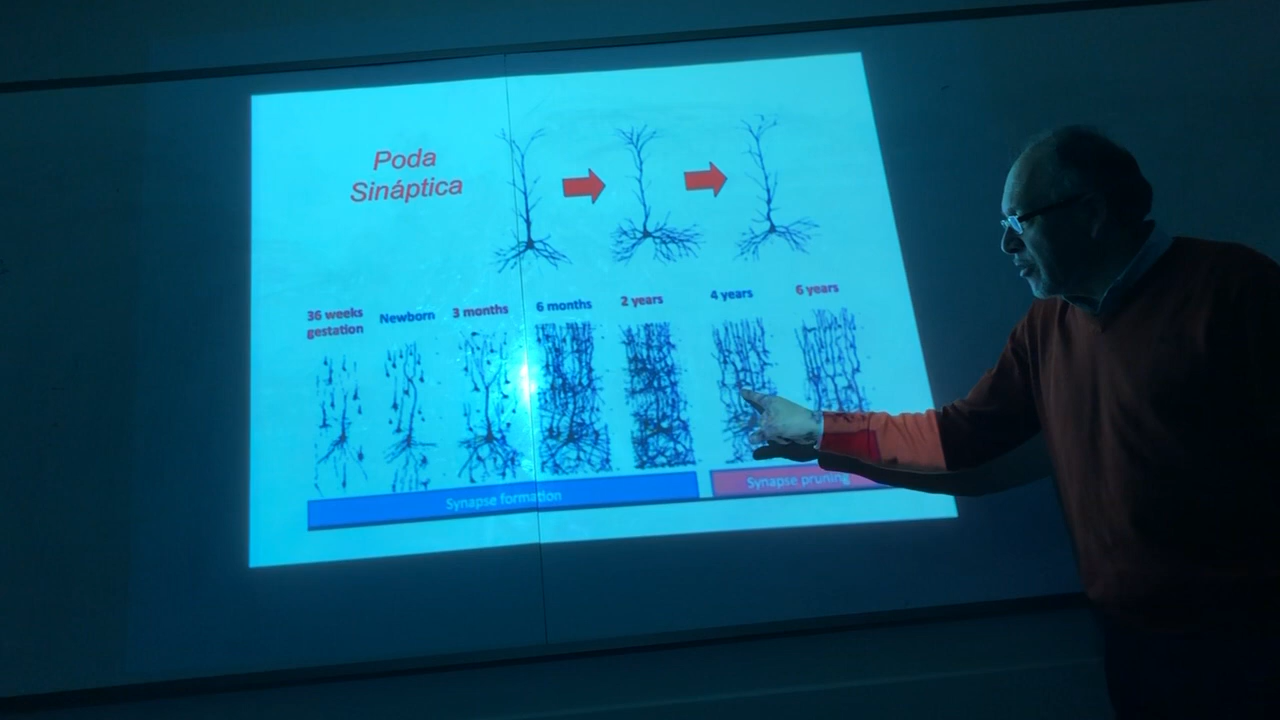 Poda
Sináptica
36 weeks
gestation
Newborn
3 months
6 months
2 years
4 years
6 years
Synapse formation
Synapse pruning